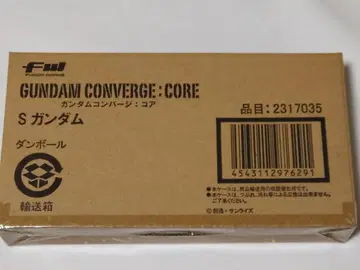 FW
GUNDAM CONVERGE:CORE
ガンダムコンバージ：コア
品目：2317035
S ガンダム
ダンボール
4543112976291
輸送箱
©創通・サンライズ